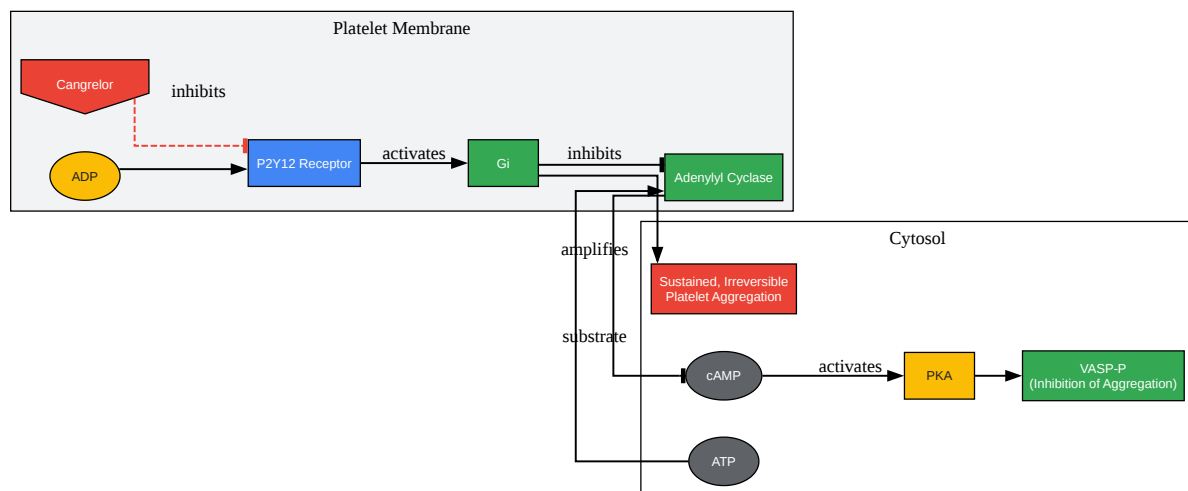 Platelet Membrane
Cangrelor
inhibits
ADP
P2Y12 Receptor
activates
Gi
inhibits
Adenylyl Cyclase
Cytosol
amplifies
Sustained, Irreversible
Platelet Aggregation
substrate
cAMP
activates
PKA
VASP-P
(Inhibition of Aggregation)
ATP